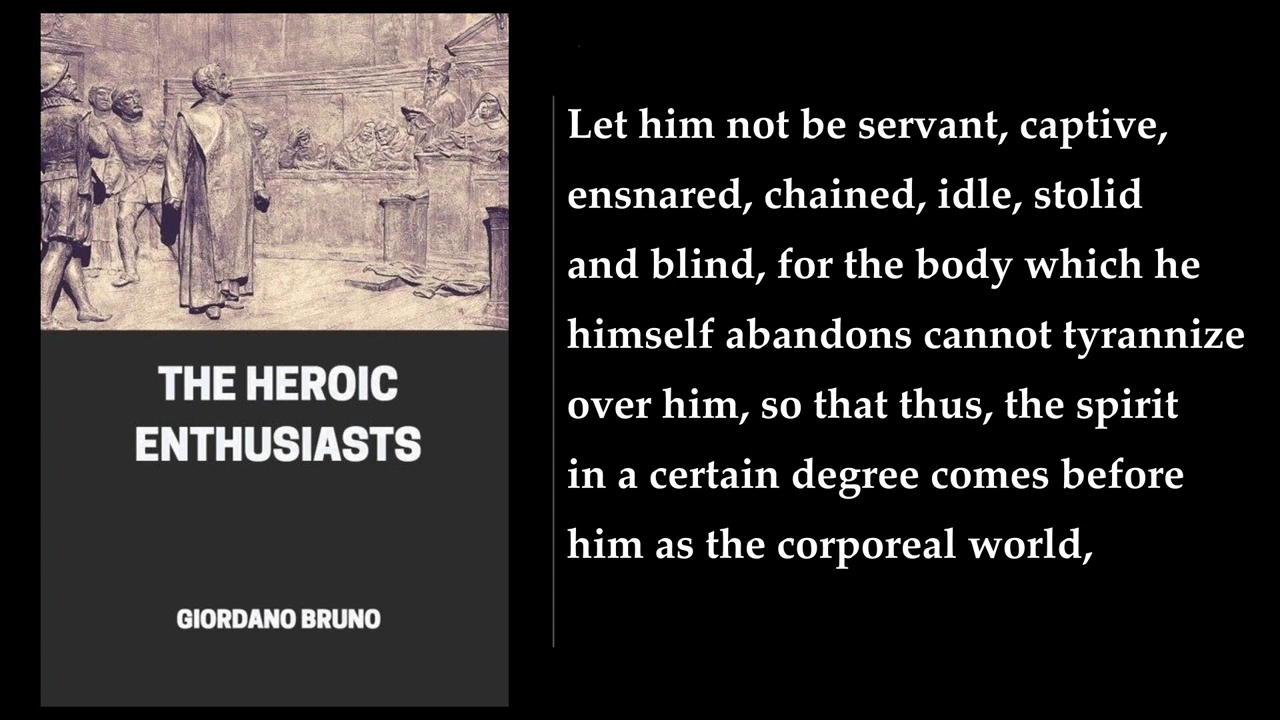 THE HEROIC
ENTHUSIASTS
GIORDANO BRUNO
Let him not be servant, captive,
ensnared, chained, idle, stolid
and blind, for the body which he
himself abandons cannot tyrannize
over him, so that thus, the spirit
in a certain degree comes before
him as the corporeal world,